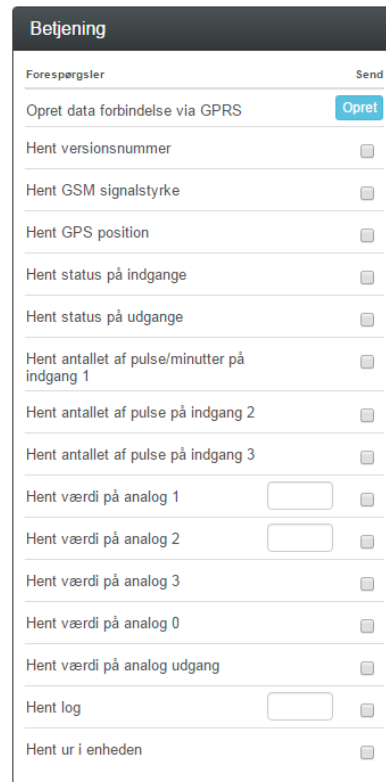 Betjening
Forespørgsler Send
Opret data forbindelse via GPRS Opret
Hent versionsnummer
Hent GSM signalstyrke
Hent GPS position
Hent status på indgange
Hent status på udgange
Hent antallet af pulse/minutter på
indgang 1
Hent antallet af pulse på indgang 2
Hent antallet af pulse på indgang 3
Hent værdi på analog 1
Hent værdi på analog 2
Hent værdi på analog 3
Hent værdi på analog 0
Hent værdi på analog udgang
Hent log
Hent ur i enheden